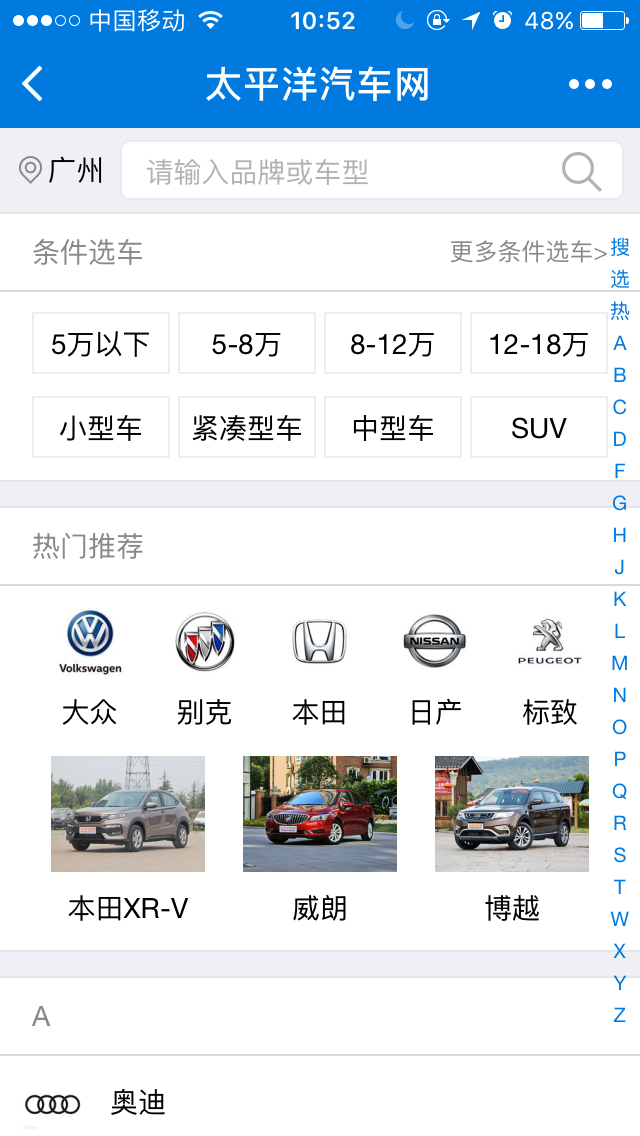 中国移动 10:52 48%
太平洋汽车网
广州 请输入品牌或车型
条件选车 更多条件选车>
5万以下 5-8万 8-12万 12-18万
小型车 紧凑型车 中型车 SUV
热门推荐
Volkswagen NISSAN PEUGEOT
大众 别克 本田 日产 标致
本田XR-V 威朗 博越
A
奥迪
搜
选
热
A
B
C
D
F
G
H
J
K
L
M
N
O
P
Q
R
S
T
W
X
Y
Z